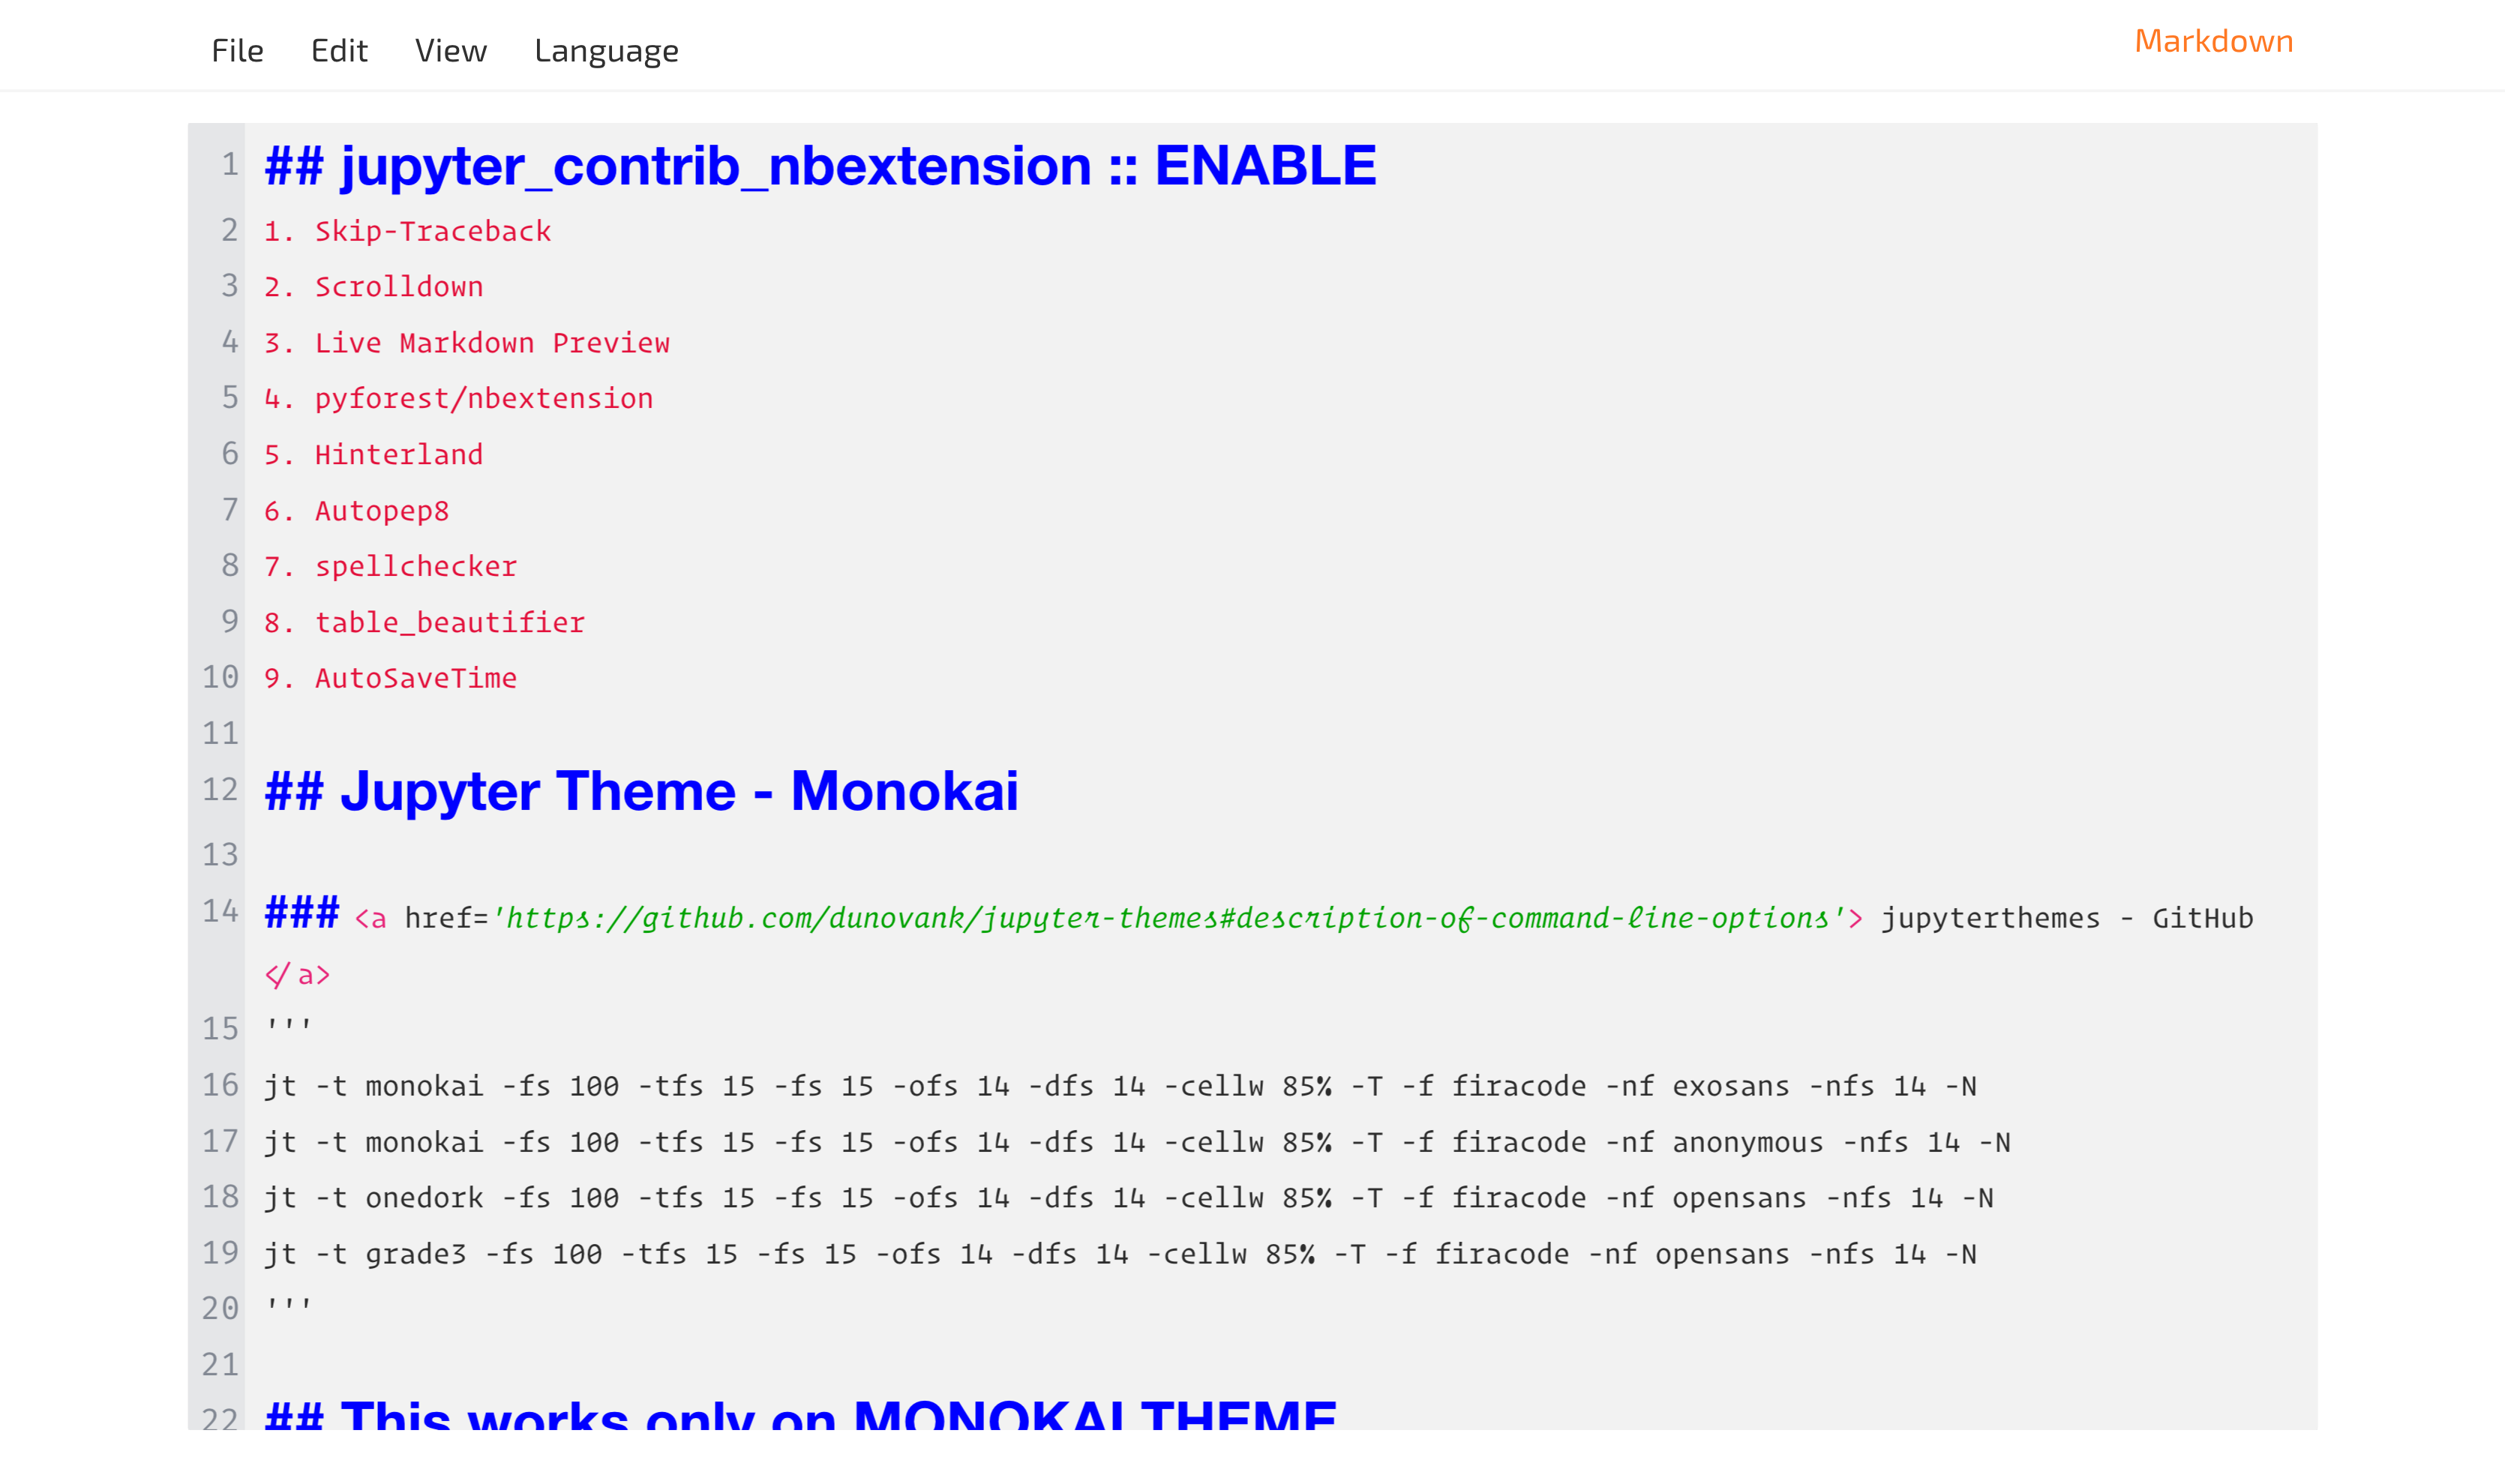 File Edit View Language Markdown
1 ## jupyter_contrib_nbextension :: ENABLE
2 1. Skip-Traceback
3 2. Scrolldown
4 3. Live Markdown Preview
5 4. pyforest/nbextension
6 5. Hinterland
7 6. Autopep8
8 7. spellchecker
9 8. table_beautifier
10 9. AutoSaveTime
11
12 ## Jupyter Theme - Monokai
13
14 ### <a href='https://github.com/dunovank/jupyter-themes#description-of-command-line-options'> jupyterthemes - GitHub
</a>
15 '''
16 jt -t monokai -fs 100 -tfs 15 -fs 15 -ofs 14 -dfs 14 -cellw 85% -T -f firacode -nf exosans -nfs 14 -N
17 jt -t monokai -fs 100 -tfs 15 -fs 15 -ofs 14 -dfs 14 -cellw 85% -T -f firacode -nf anonymous -nfs 14 -N
18 jt -t onedork -fs 100 -tfs 15 -fs 15 -ofs 14 -dfs 14 -cellw 85% -T -f firacode -nf opensans -nfs 14 -N
19 jt -t grade3 -fs 100 -tfs 15 -fs 15 -ofs 14 -dfs 14 -cellw 85% -T -f firacode -nf opensans -nfs 14 -N
20 '''
21
22 ## This works only on MONOKAI THEME